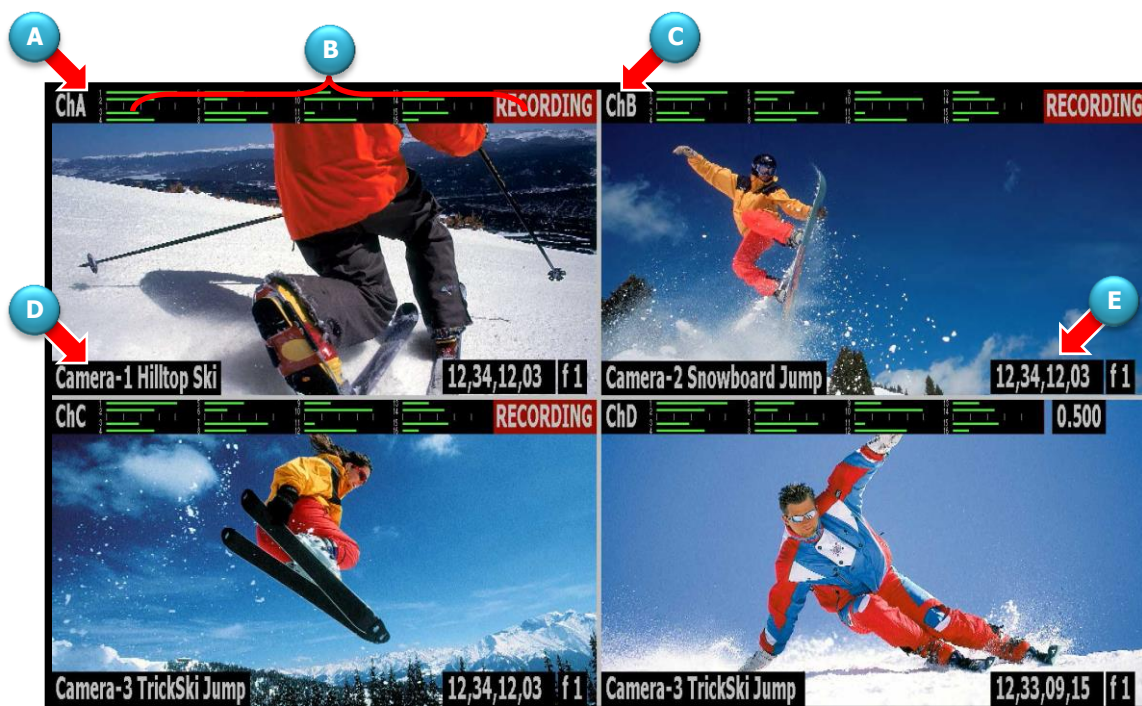 A
B
C
ChA
RECORDING
ChB
RECORDING
D
E
Camera-1 Hilltop Ski
12,34,12,03
f 1
Camera-2 Snowboard Jump
12,34,12,03
f 1
ChC
RECORDING
ChD
0.500
Camera-3 TrickSki Jump
12,34,12,03
f 1
Camera-3 TrickSki Jump
12,33,09,15
f 1